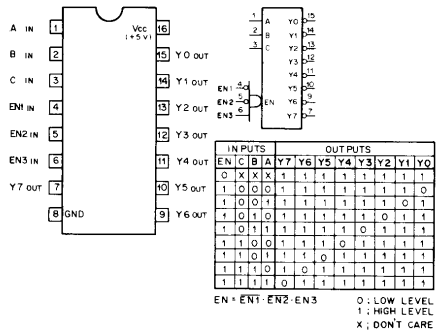 A IN 1 Vcc 16
(+5V)
B IN 2 15 Y0 OUT
C IN 3 14 Y1 OUT
EN1 IN 4 13 Y2 OUT
EN2 IN 5 12 Y3 OUT
EN3 IN 6 11 Y4 OUT
Y7 OUT 7 10 Y5 OUT
8 GND 9 Y6 OUT
1 A Y0 15
2 B Y1 14
3 C Y2 13
Y3 12
Y4 11
EN1 4 Y5 10
EN2 5 EN Y6 9
EN3 6 Y7 7
INPUTS OUTPUTS
EN C B A Y7 Y6 Y5 Y4 Y3 Y2 Y1 Y0
0 X X X 1 1 1 1 1 1 1 1
1 0 0 0 1 1 1 1 1 1 1 0
1 0 0 1 1 1 1 1 1 1 0 1
1 0 1 0 1 1 1 1 1 0 1 1
1 0 1 1 1 1 1 1 0 1 1 1
1 1 0 0 1 1 1 0 1 1 1 1
1 1 0 1 1 1 0 1 1 1 1 1
1 1 1 0 1 0 1 1 1 1 1 1
1 1 1 1 0 1 1 1 1 1 1 1
EN = E̅N̅1̅ · E̅N̅2̅ · EN3
0 ; LOW LEVEL
1 ; HIGH LEVEL
X ; DON'T CARE